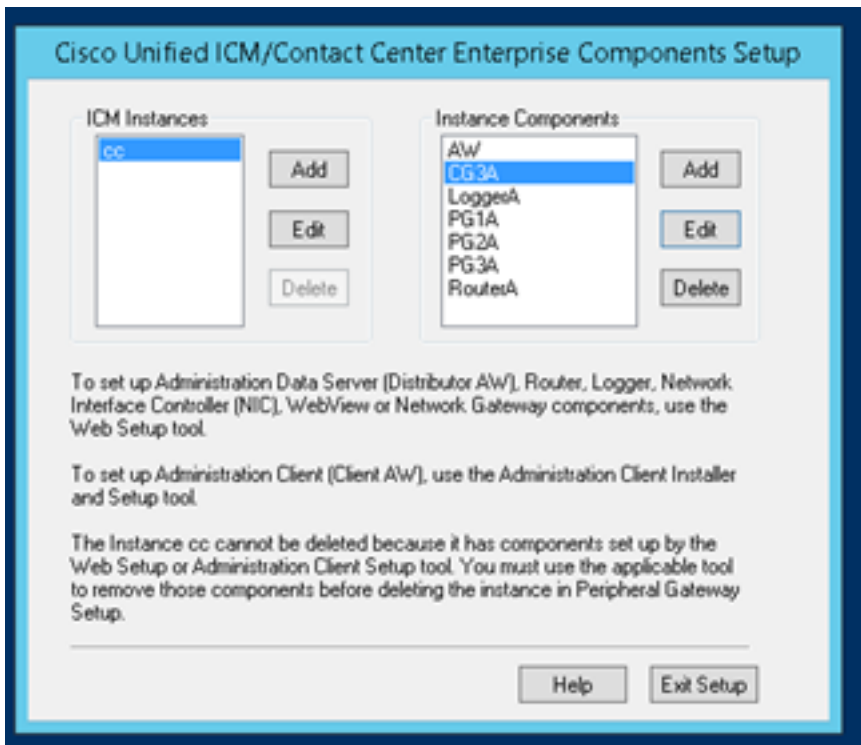 Cisco Unified ICM/Contact Center Enterprise Components Setup
ICM Instances
cc
Add
Edit
Delete
Instance Components
AW
CG3A
LoggerA
PG1A
PG2A
PG3A
RouterA
Add
Edit
Delete
To set up Administration Data Server (Distributor AW), Router, Logger, Network
Interface Controller (NIC), WebView or Network Gateway components, use the
Web Setup tool.
To set up Administration Client (Client AW), use the Administration Client Installer
and Setup tool.
The Instance cc cannot be deleted because it has components set up by the
Web Setup or Administration Client Setup tool. You must use the applicable tool
to remove those components before deleting the instance in Peripheral Gateway
Setup.
Help
Exit Setup